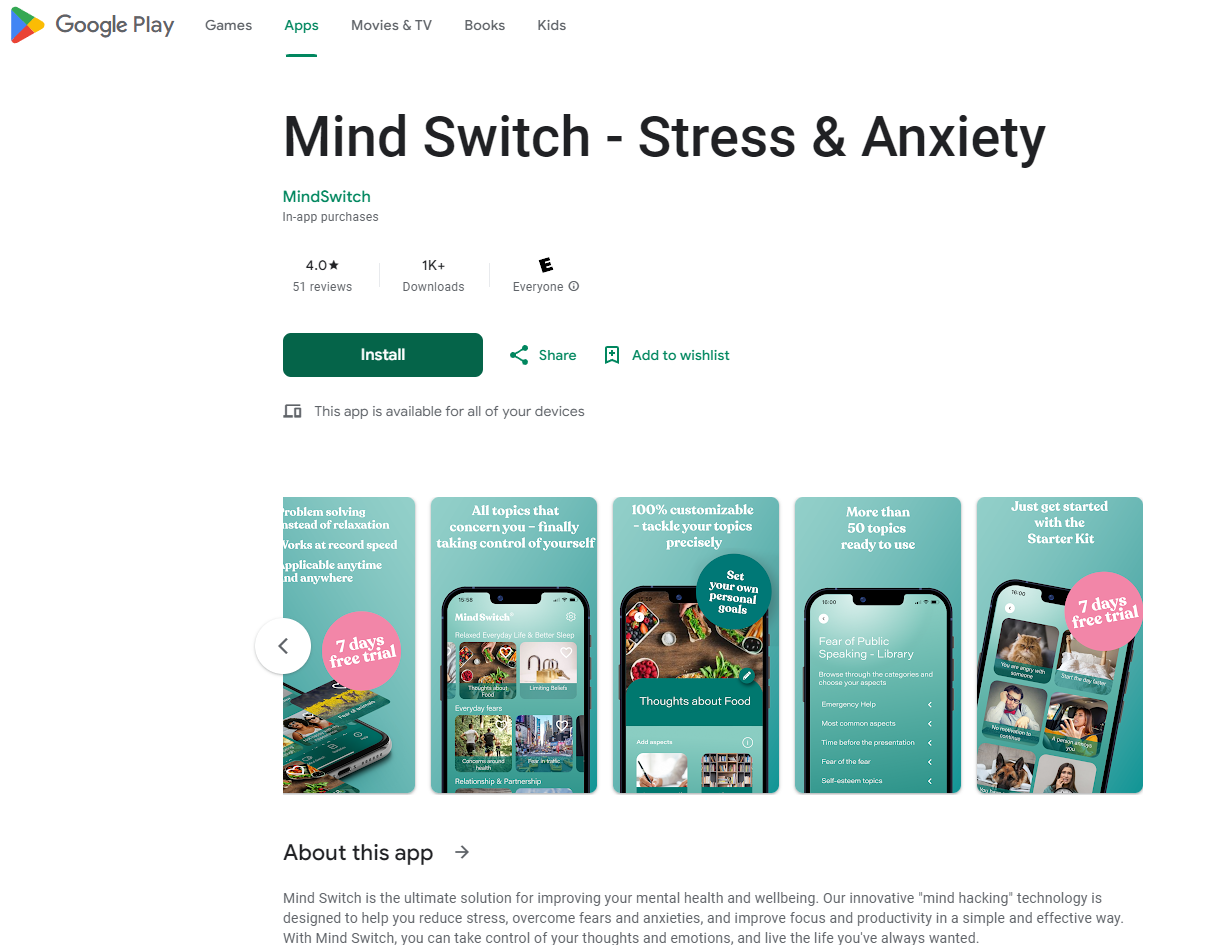 Google Play
Games
Apps
Movies & TV
Books
Kids
Mind Switch - Stress & Anxiety
MindSwitch
In-app purchases
4.0★
51 reviews
1K+
Downloads
E
Everyone
Install
Share
Add to wishlist
This app is available for all of your devices
roblem solving
nstead of relaxation
Works at record speed
pplicable anytime
nd anywhere
7 days
free trial
Fear of animals
All topics that
concern you – finally
taking control of yourself
15:58
MindSwitch
Relaxed Everyday Life & Better Sleep
Thoughts about
Food
Limiting Beliefs
Everyday fears
Concerns around
health
Fear in traffic
Relationship & Partnership
100% customizable
– tackle your topics
precisely
Set
your own
personal
goals
Thoughts about Food
Add aspects
More than
50 topics
ready to use
16:00
Fear of Public
Speaking - Library
Browse through the categories and
choose your aspects
Emergency Help
Most common aspects
Time before the presentation
Fear of the fear
Self-esteem topics
Just get started
with the
Starter Kit
16:00
7 days
free trial
You are angry with
someone
Start the day faster
No motivation to
continue
A person annoys
you
About this app
Mind Switch is the ultimate solution for improving your mental health and wellbeing. Our innovative "mind hacking" technology is
designed to help you reduce stress, overcome fears and anxieties, and improve focus and productivity in a simple and effective way.
With Mind Switch, you can take control of your thoughts and emotions, and live the life you've always wanted.